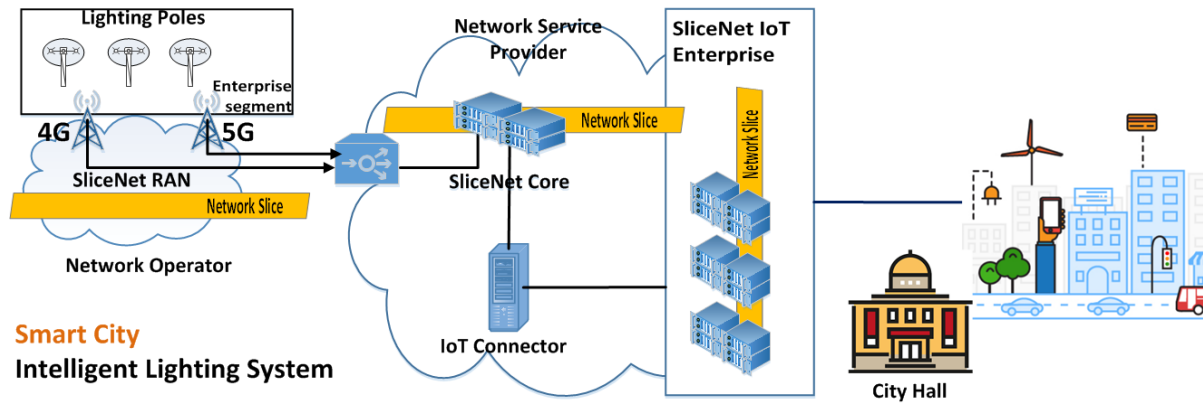 Lighting Poles
Enterprise
segment
4G
5G
SliceNet RAN
Network Slice
Network Operator
Network Service
Provider
Network Slice
SliceNet Core
IoT Connector
SliceNet IoT
Enterprise
Network Slice
City Hall
Smart City
Intelligent Lighting System